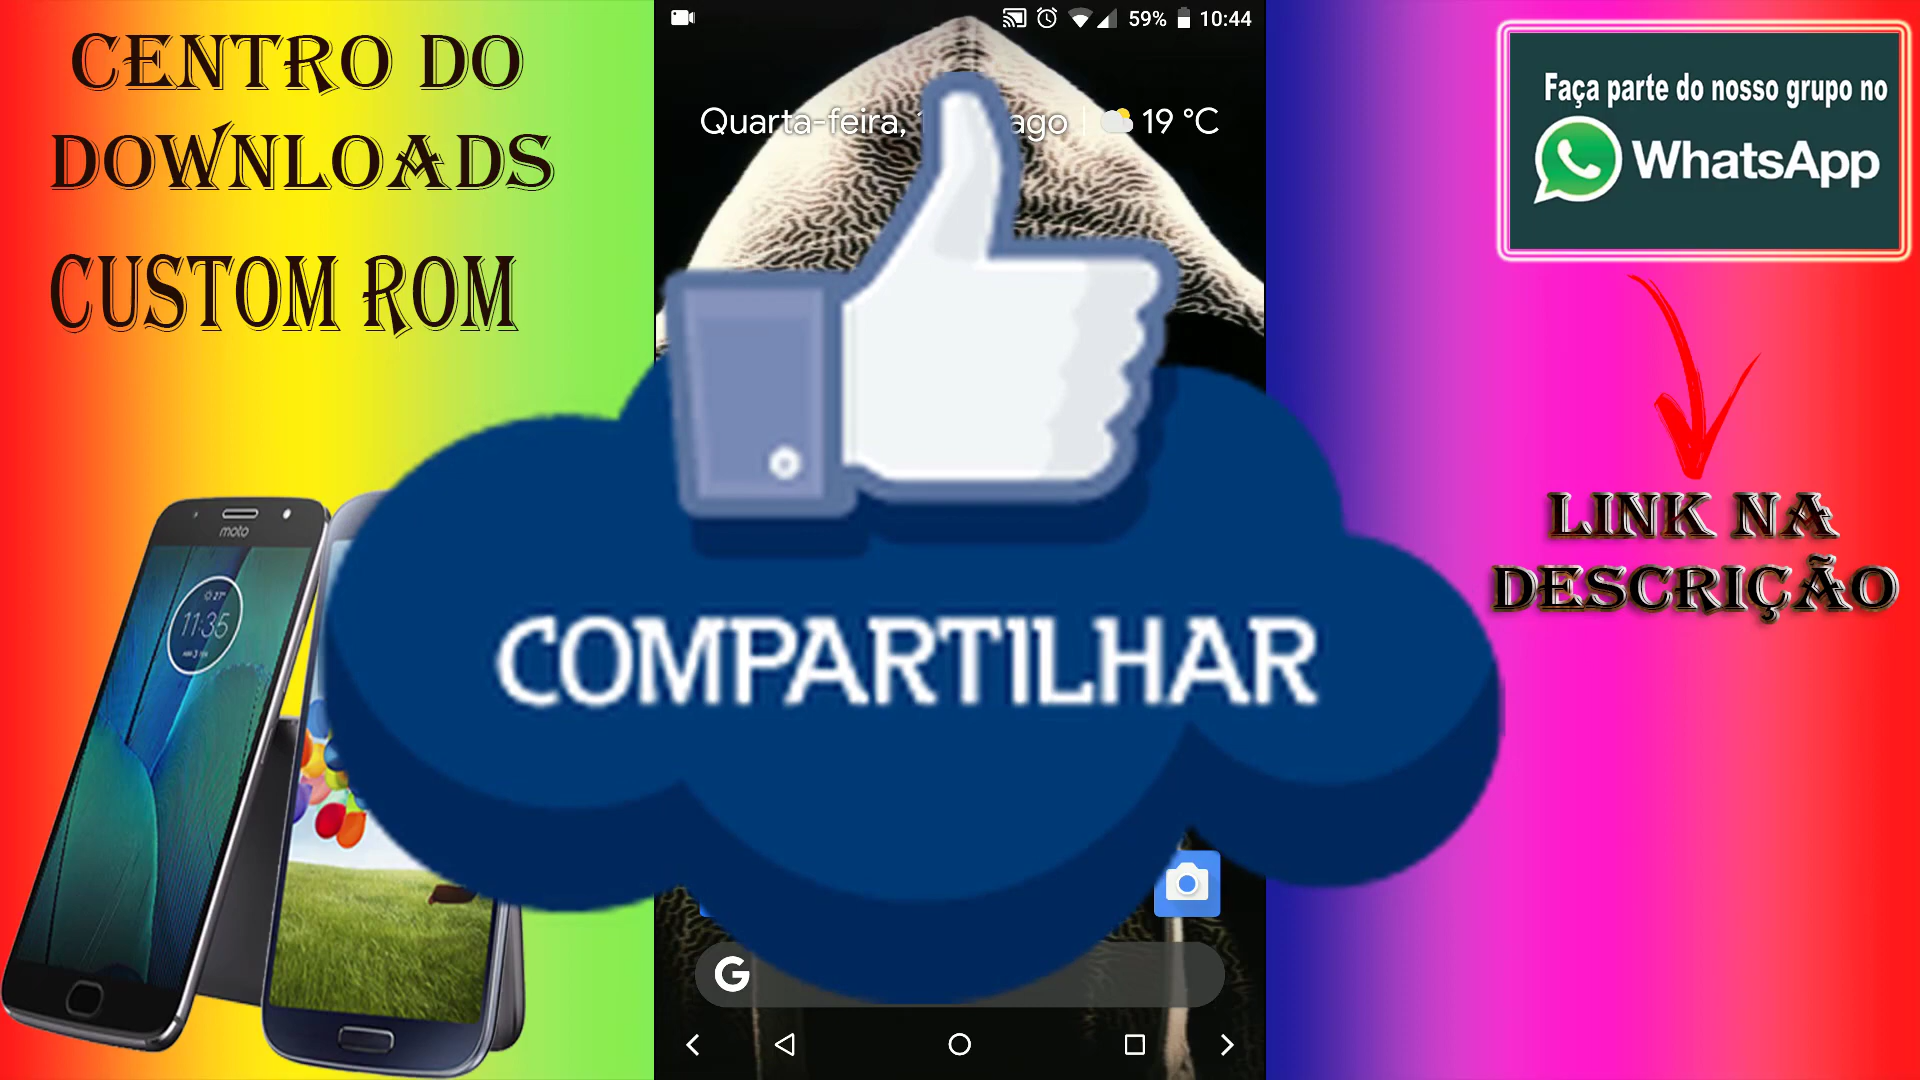 CENTRO DO
DOWNLOADS
CUSTOM ROM
59% 10:44
Quarta-feira, ago | 19 °C
Faça parte do nosso grupo no
WhatsApp
LINK NA
DESCRIÇÃO
COMPARTILHAR
moto
27°
11:35
G